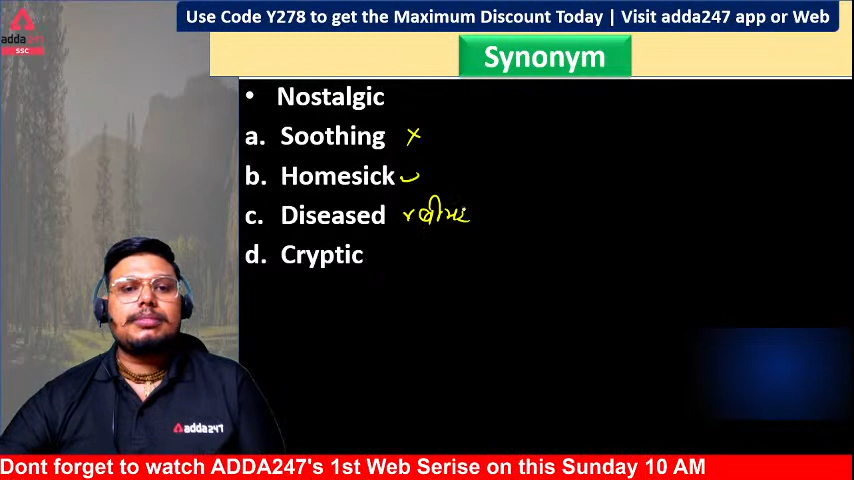 Use Code Y278 to get the Maximum Discount Today | Visit adda247 app or Web
adda247
SSC
Synonym
• Nostalgic
a. Soothing ×
b. Homesick
c. Diseased
d. Cryptic
adda247
Dont forget to watch ADDA247's 1st Web Serise on this Sunday 10 AM